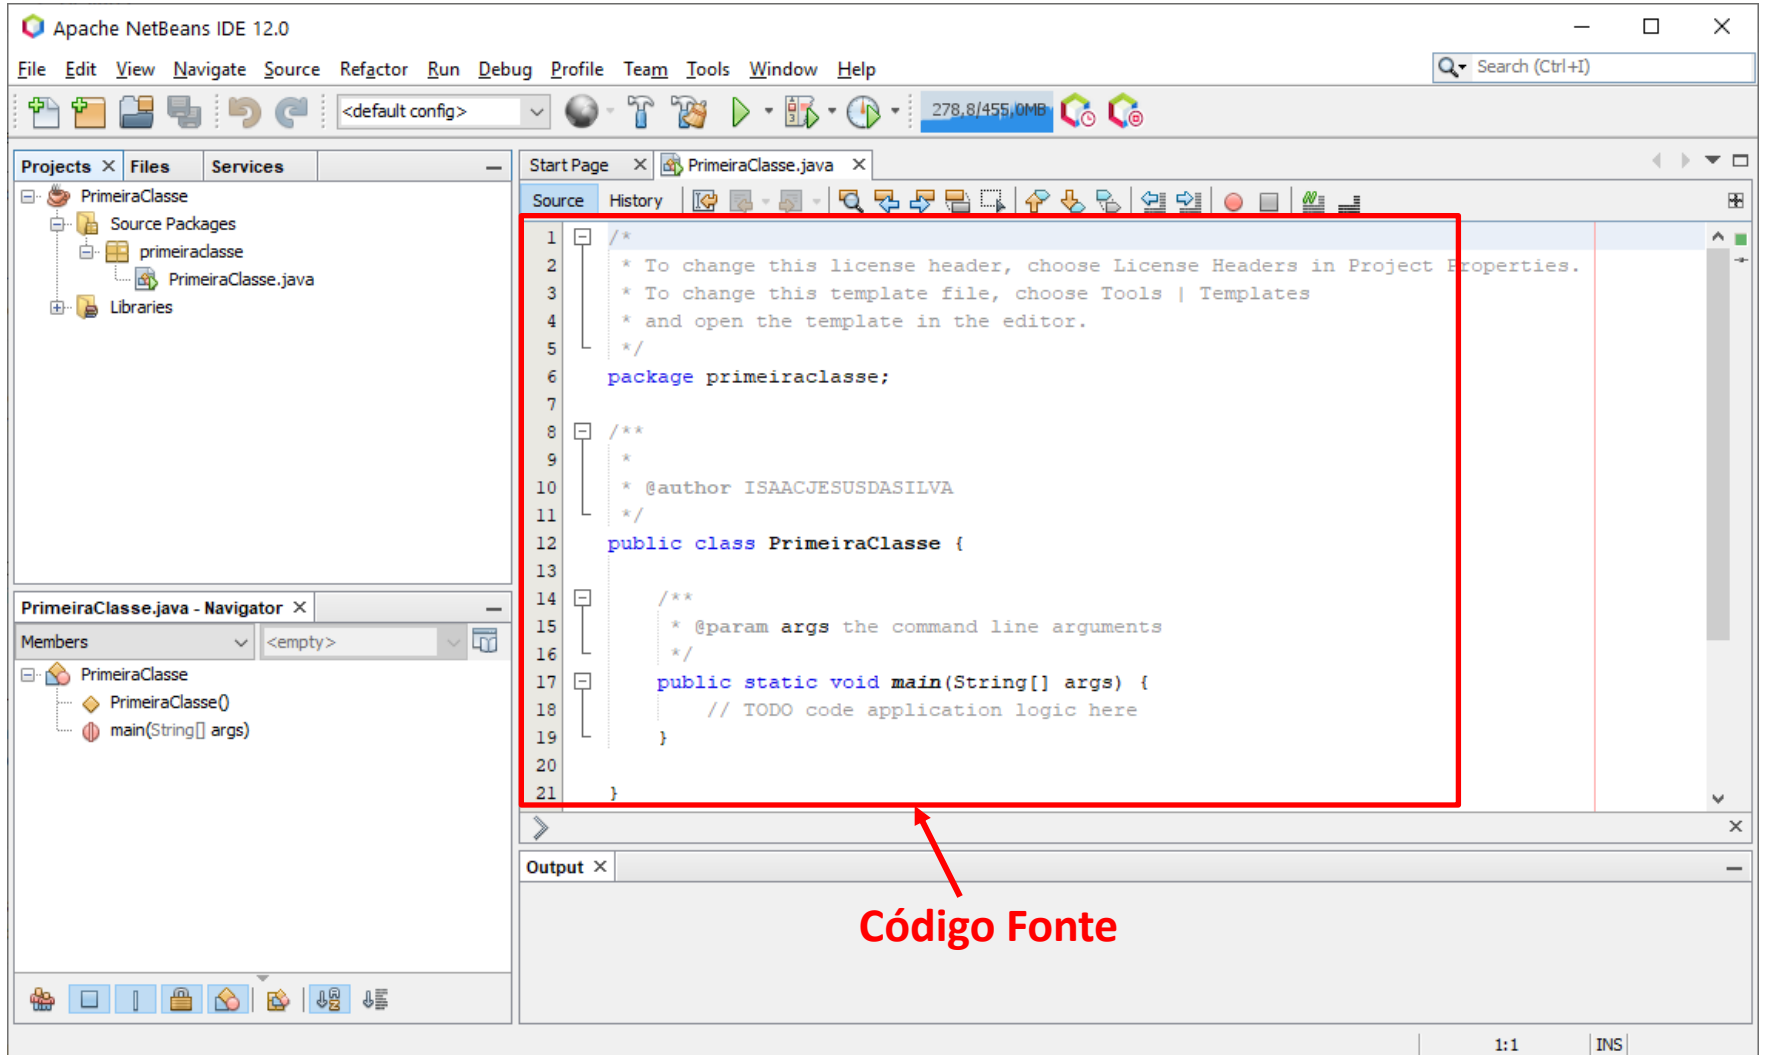 Apache NetBeans IDE 12.0
File Edit View Navigate Source Refactor Run Debug Profile Team Tools Window Help
Search (Ctrl+I)
<default config>
278,8/455,0MB
Projects Files Services
PrimeiraClasse
Source Packages
primeiraclasse
PrimeiraClasse.java
Libraries
Start Page PrimeiraClasse.java
Source History
1 /*
2 * To change this license header, choose License Headers in Project Properties.
3 * To change this template file, choose Tools | Templates
4 * and open the template in the editor.
5 */
6 package primeiraclasse;
7
8 /**
9 *
10 * @author ISAACJESUSDASILVA
11 */
12 public class PrimeiraClasse {
13
14 /**
15 * @param args the command line arguments
16 */
17 public static void main(String[] args) {
18 // TODO code application logic here
19 }
20
21 }
PrimeiraClasse.java - Navigator
Members <empty>
PrimeiraClasse
PrimeiraClasse()
main(String[] args)
Output
Código Fonte
1:1 INS